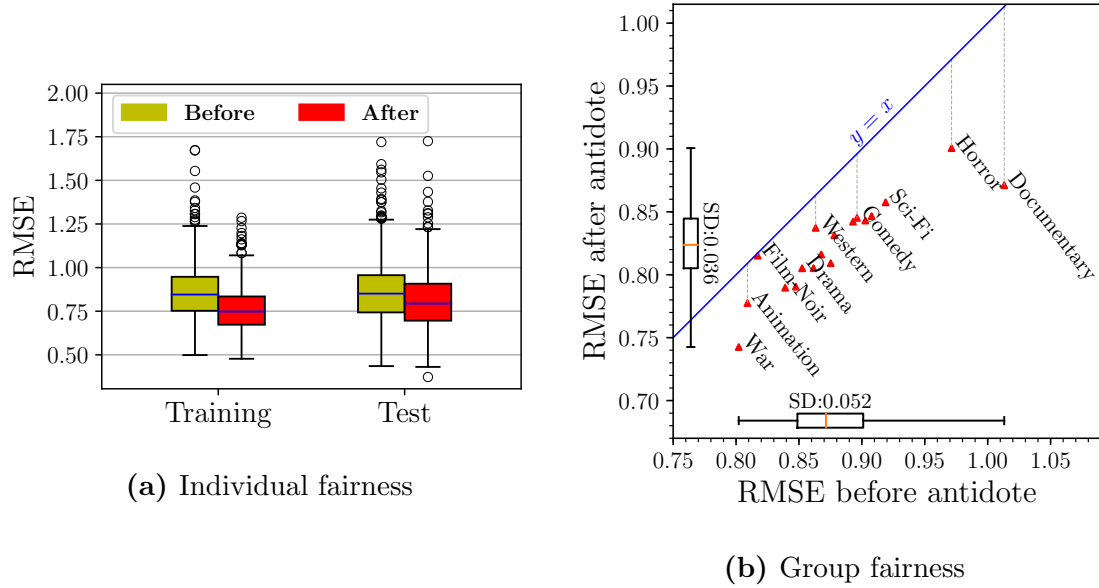 2.00
1.75
1.50
1.25
1.00
0.75
0.50
RMSE
Before
After
Training
Test
(a) Individual fairness
1.00
0.95
0.90
0.85
0.80
0.75
0.70
RMSE after antidote
y = x
SD:0.036
Horror
Documentary
Sci-Fi
Comedy
Western
Drama
Film-Noir
Animation
War
SD:0.052
0.75
0.80
0.85
0.90
0.95
1.00
1.05
RMSE before antidote
(b) Group fairness